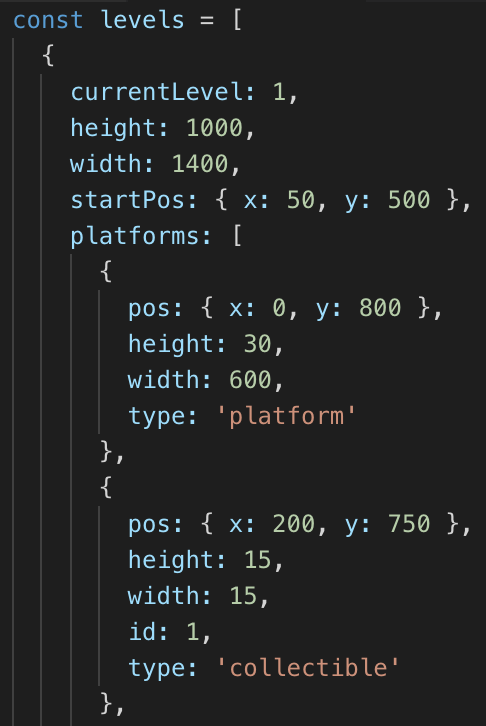 const levels = [
  {
    currentLevel: 1,
    height: 1000,
    width: 1400,
    startPos: { x: 50, y: 500 },
    platforms: [
      {
        pos: { x: 0, y: 800 },
        height: 30,
        width: 600,
        type: 'platform'
      },
      {
        pos: { x: 200, y: 750 },
        height: 15,
        width: 15,
        id: 1,
        type: 'collectible'
      },